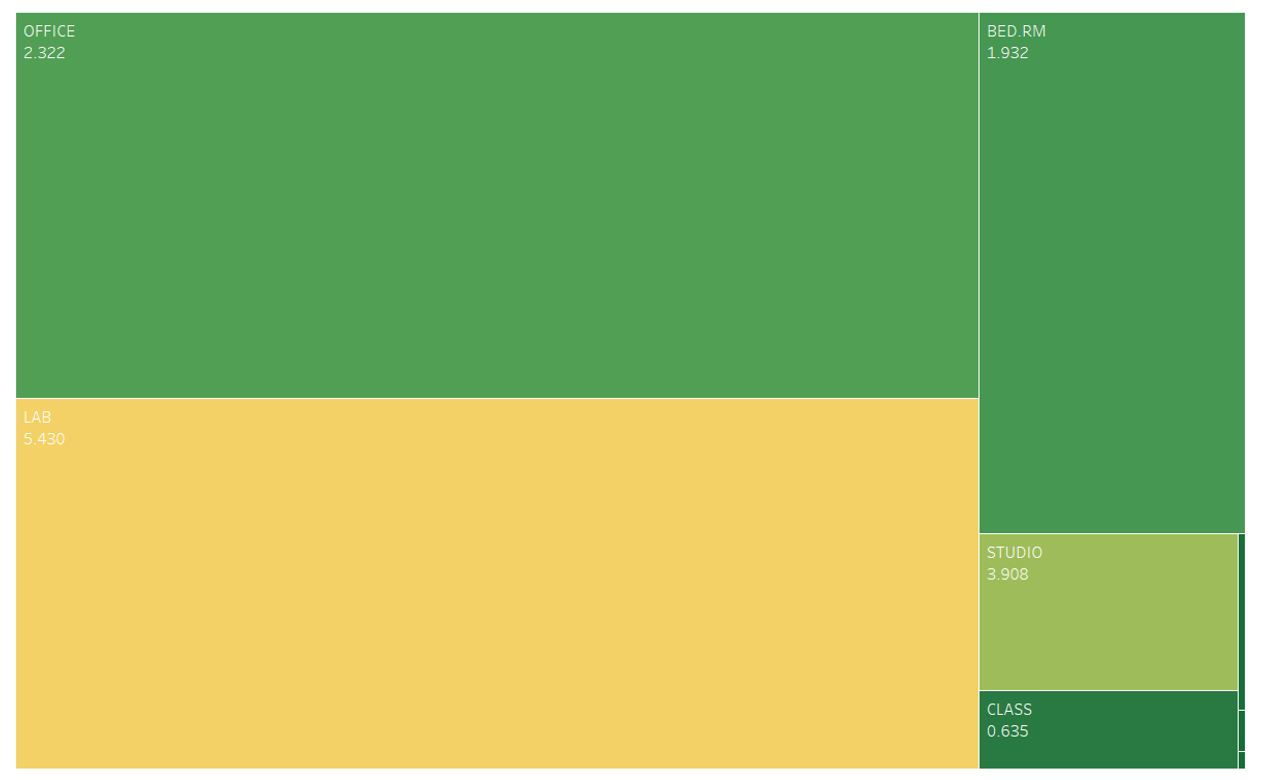 OFFICE
2.322
BED.RM
1.932
LAB
5.430
STUDIO
3.908
CLASS
0.635